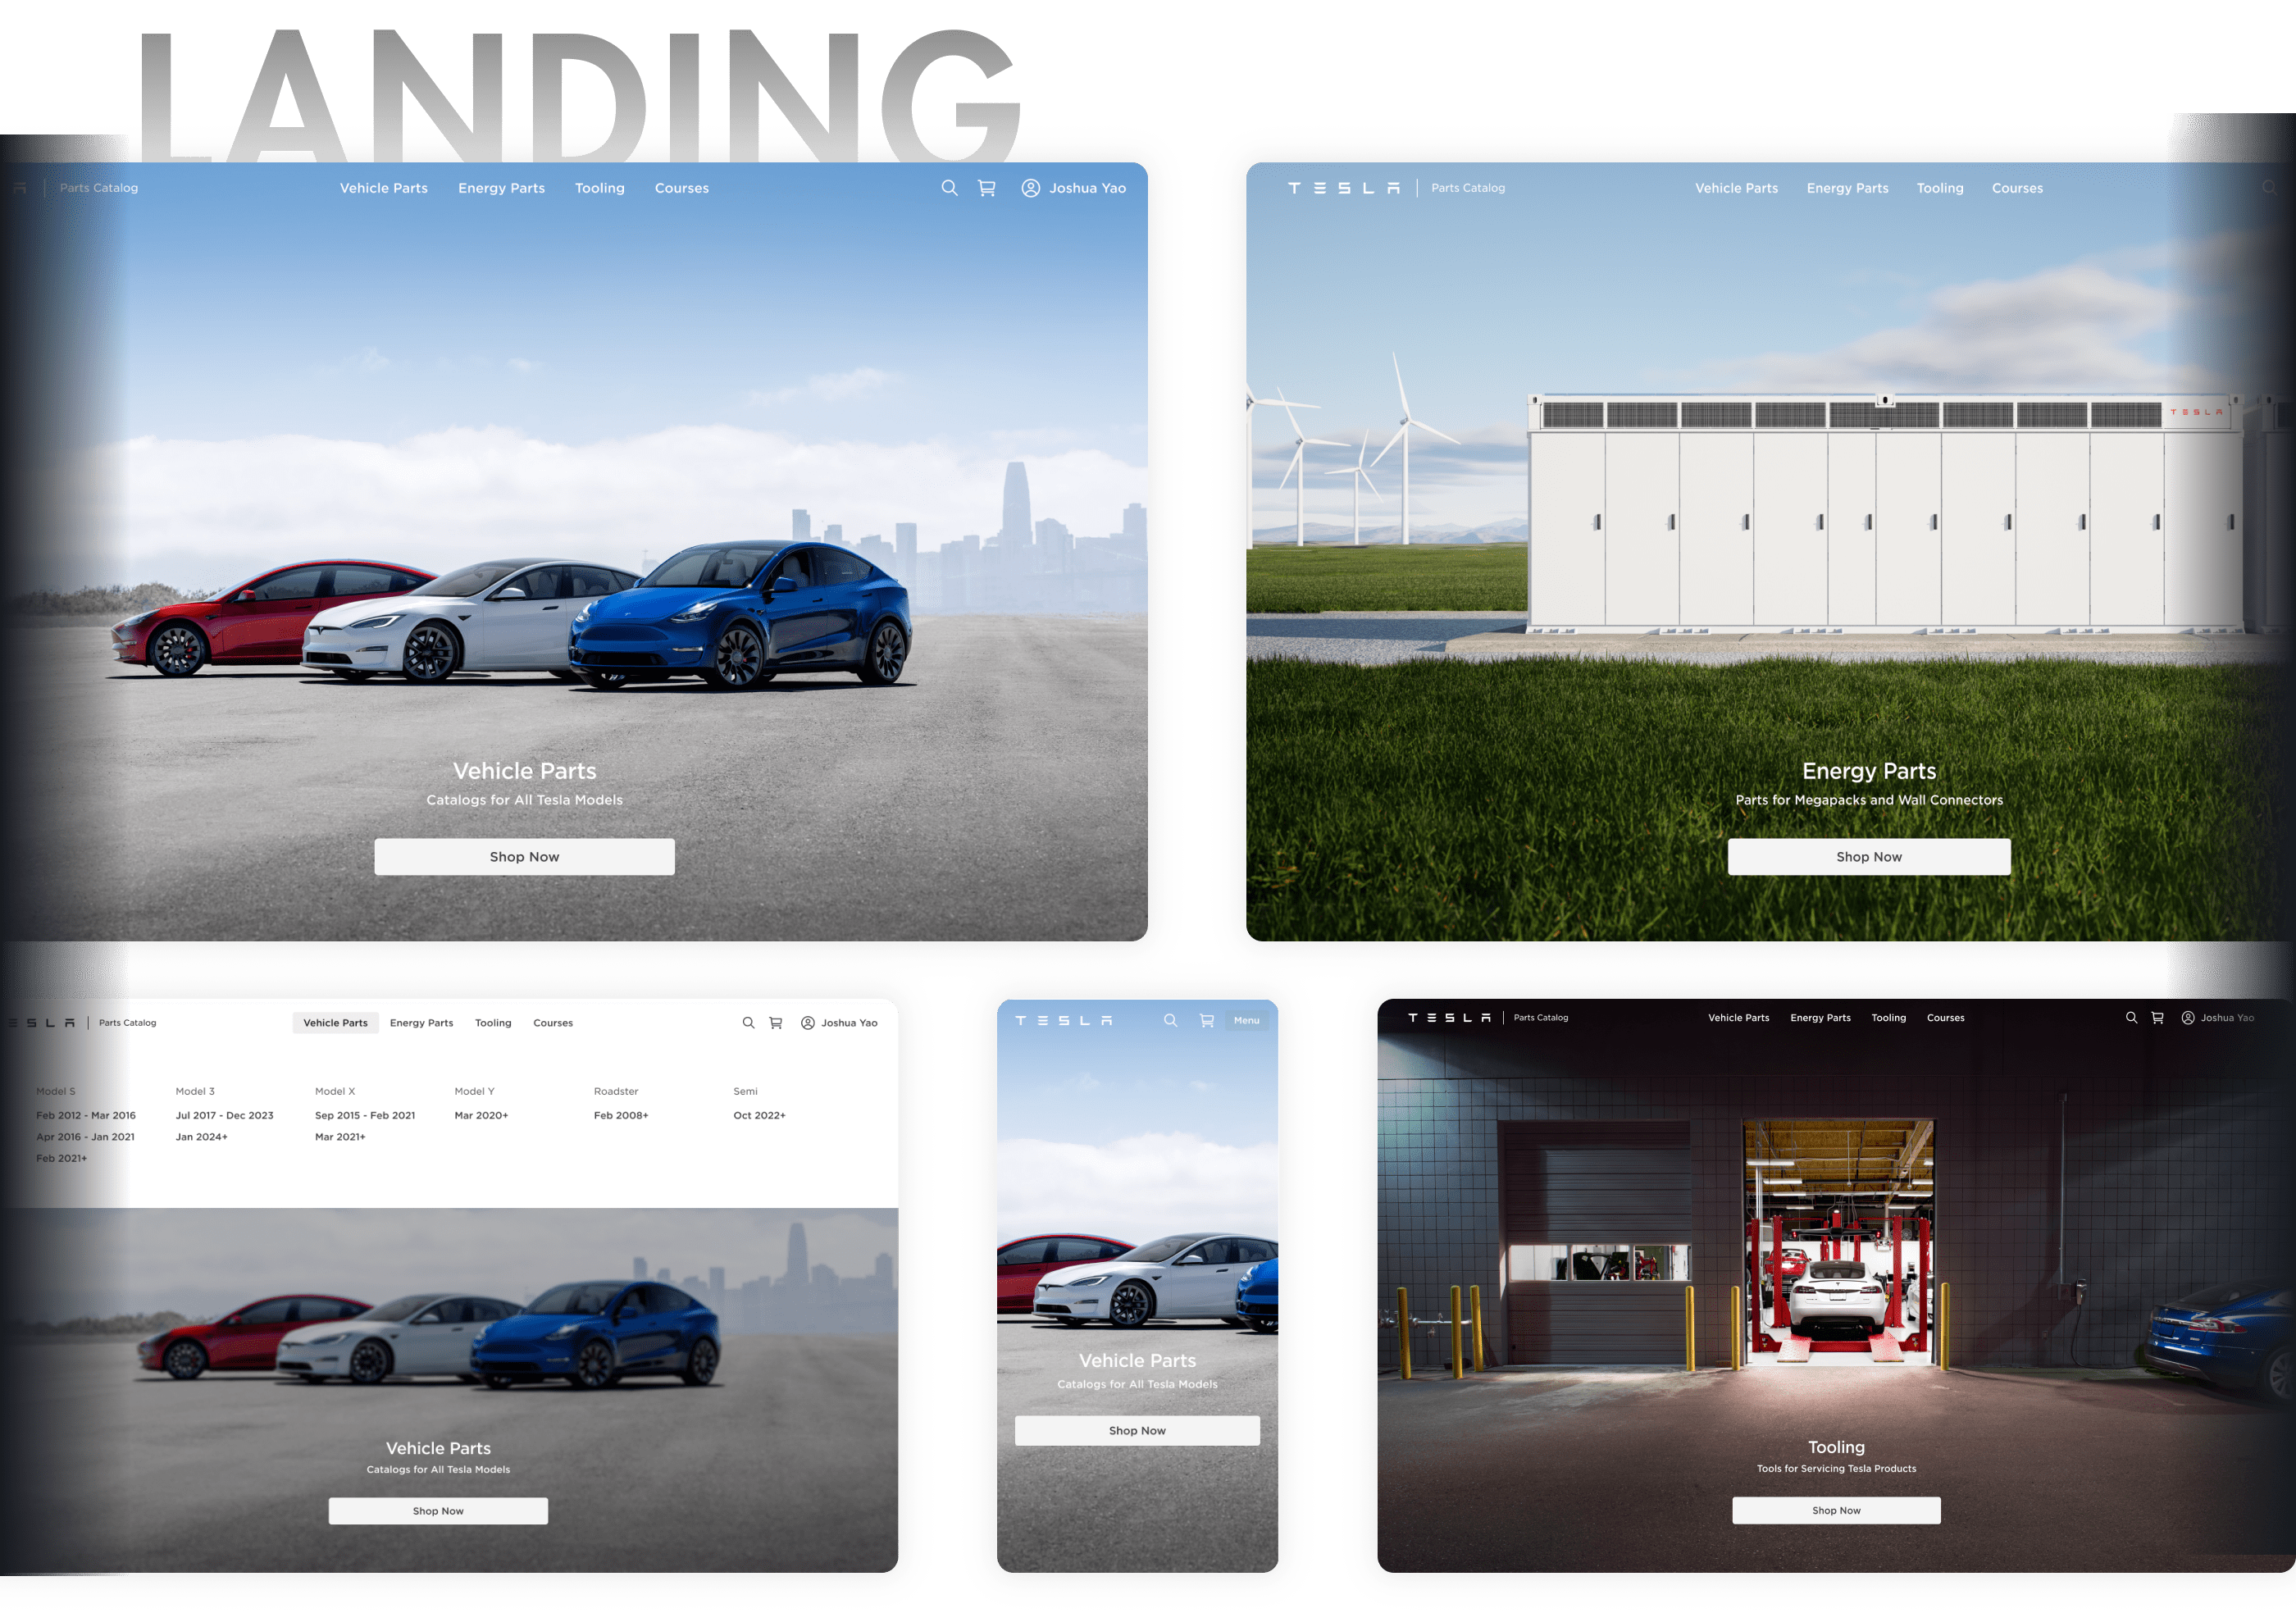 LANDING
Parts Catalog
Vehicle Parts Energy Parts Tooling Courses
Joshua Yao
Vehicle Parts
Catalogs for All Tesla Models
Shop Now
TESLA Parts Catalog
Vehicle Parts Energy Parts Tooling Courses
TESLA
Energy Parts
Parts for Megapacks and Wall Connectors
Shop Now
ESLA Parts Catalog
Vehicle Parts Energy Parts Tooling Courses
Joshua Yao
Model S Model 3 Model X Model Y Roadster Semi
Feb 2012 - Mar 2016 Jul 2017 - Dec 2023 Sep 2015 - Feb 2021 Mar 2020+ Feb 2008+ Oct 2022+
Apr 2016 - Jan 2021 Jan 2024+ Mar 2021+
Feb 2021+
Vehicle Parts
Catalogs for All Tesla Models
Shop Now
TESLA
Menu
Vehicle Parts
Catalogs for All Tesla Models
Shop Now
TESLA Parts Catalog
Vehicle Parts Energy Parts Tooling Courses
Joshua Yao
Tooling
Tools for Servicing Tesla Products
Shop Now